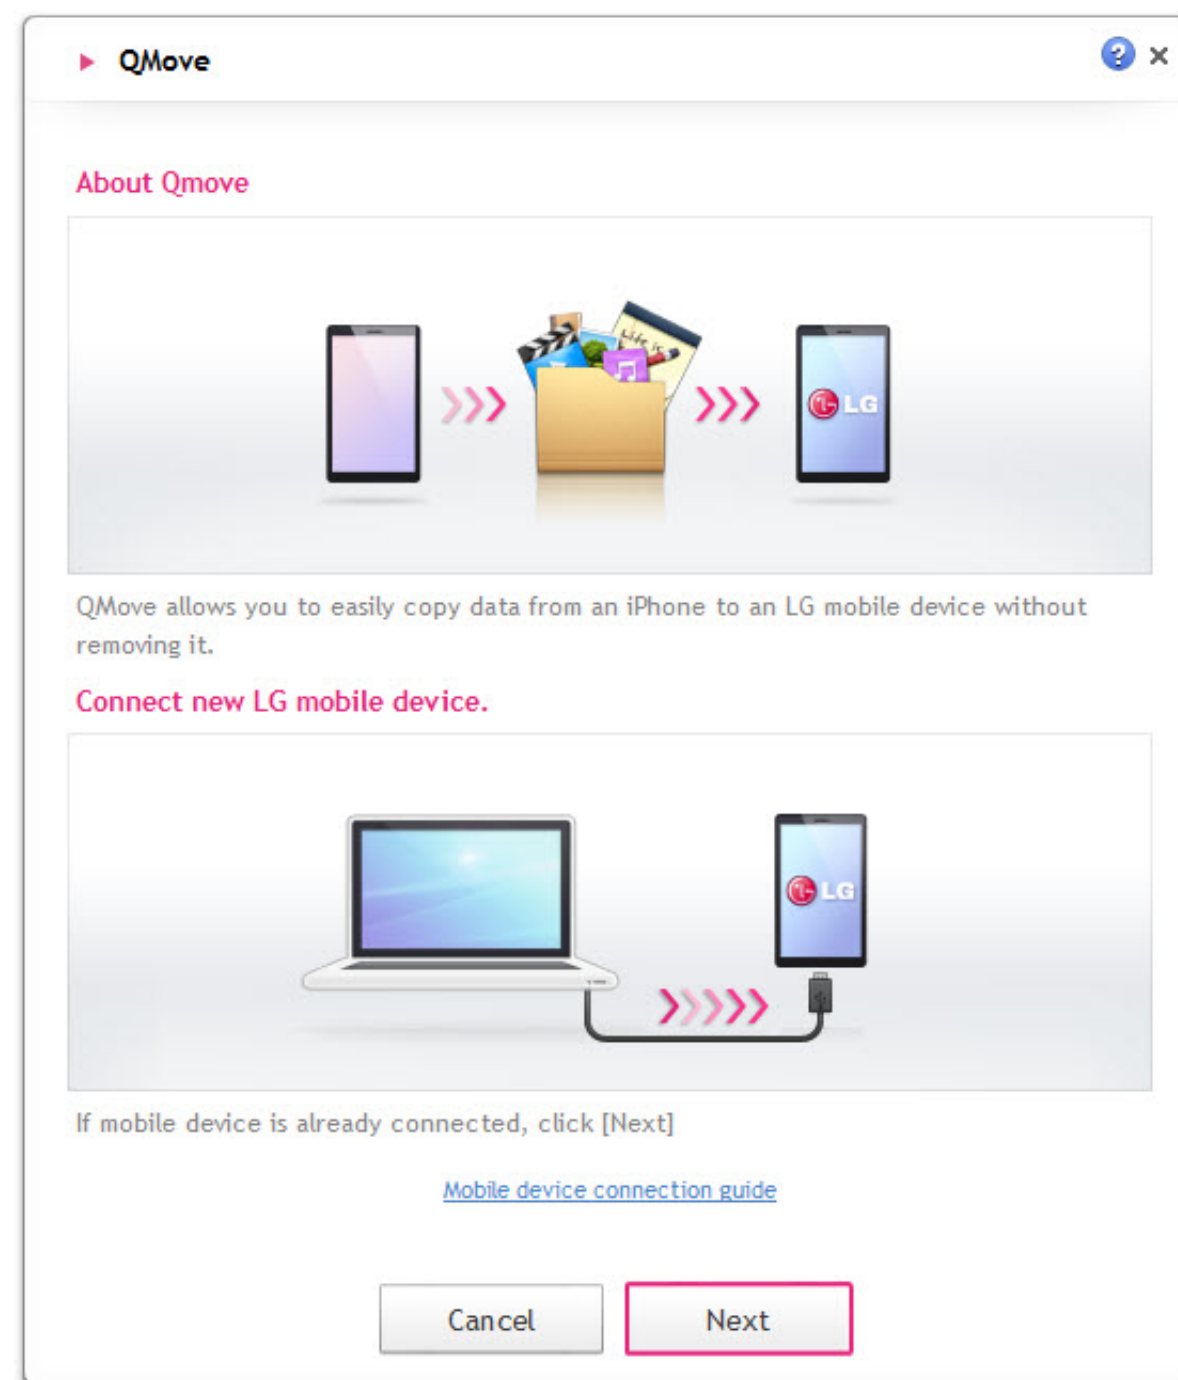 QMove
About Qmove
Life is
LG
QMove allows you to easily copy data from an iPhone to an LG mobile device without
removing it.
Connect new LG mobile device.
LG
If mobile device is already connected, click [Next]
Mobile device connection guide
Cancel
Next